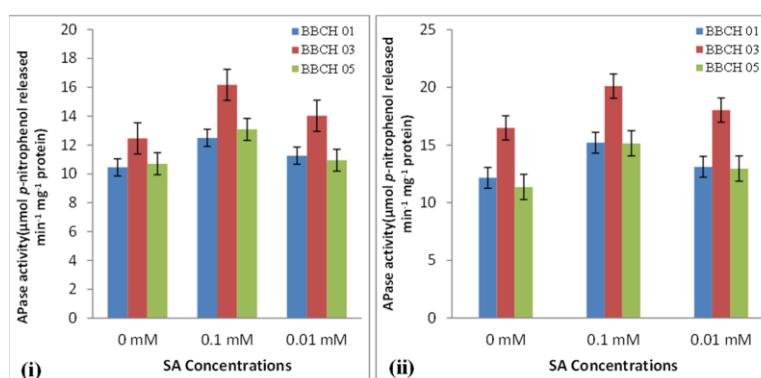 APase activity(µmol p-nitrophenol released
min-1 mg-1 protein)
20
18
16
14
12
10
8
6
4
2
0
BBCH 01
BBCH 03
BBCH 05
0 mM
0.1 mM
0.01 mM
SA Concentrations
(i)
APase activity(µmol p-nitrophenol released
min-1 mg-1 protein)
25
20
15
10
5
0
BBCH 01
BBCH 03
BBCH 05
0 mM
0.1 mM
0.01 mM
SA Concentrations
(ii)